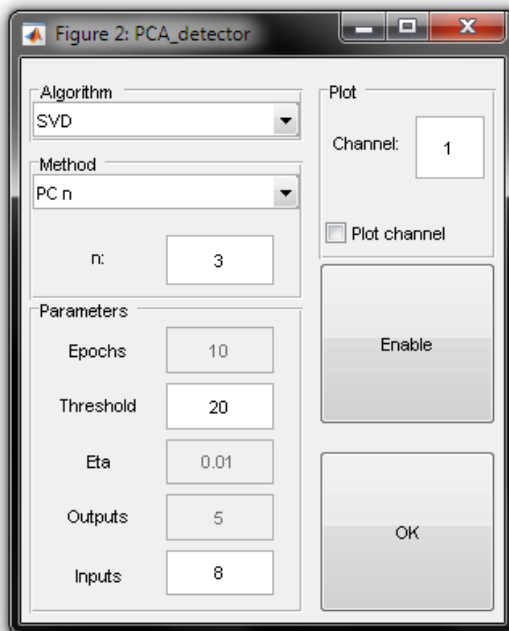 Figure 2: PCA_detector
Algorithm
SVD
Method
PC n
n: 3
Parameters
Epochs 10
Threshold 20
Eta 0.01
Outputs 5
Inputs 8
Plot
Channel: 1
Plot channel
Enable
OK